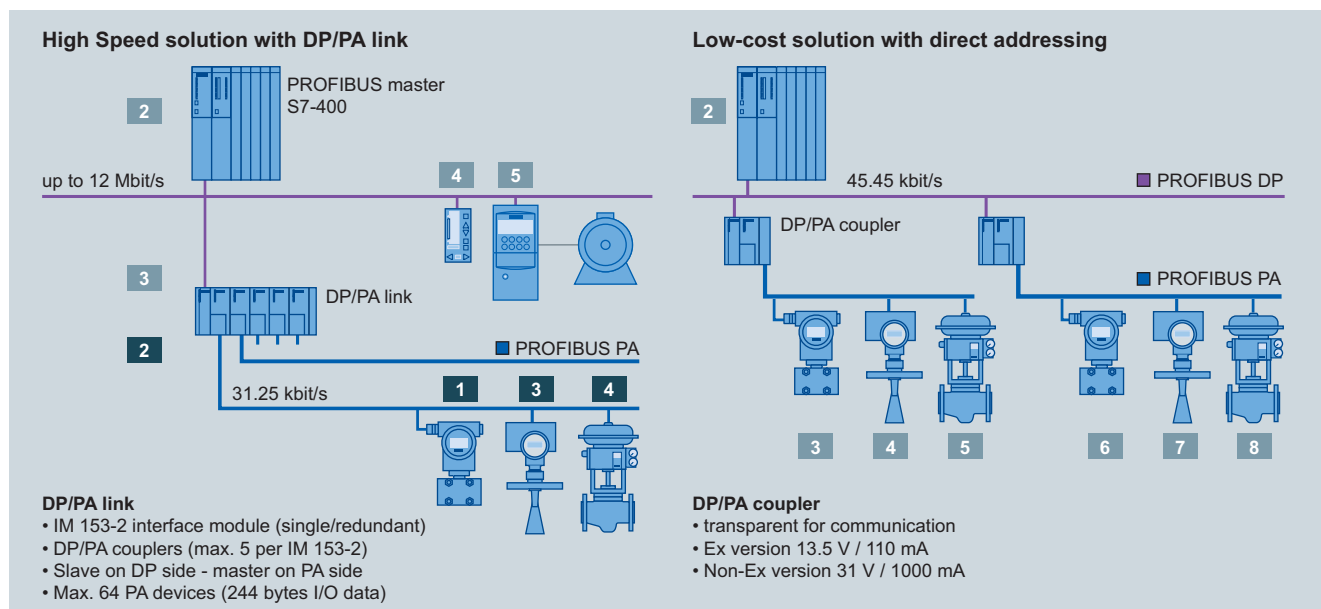 High Speed solution with DP/PA link
2
PROFIBUS master
S7-400
up to 12 Mbit/s
4
5
3
DP/PA link
2
PROFIBUS PA
31.25 kbit/s
1
3
4
DP/PA link
• IM 153-2 interface module (single/redundant)
• DP/PA couplers (max. 5 per IM 153-2)
• Slave on DP side - master on PA side
• Max. 64 PA devices (244 bytes I/O data)
Low-cost solution with direct addressing
2
45.45 kbit/s
PROFIBUS DP
DP/PA coupler
PROFIBUS PA
3
4
5
6
7
8
DP/PA coupler
• transparent for communication
• Ex version 13.5 V / 110 mA
• Non-Ex version 31 V / 1000 mA